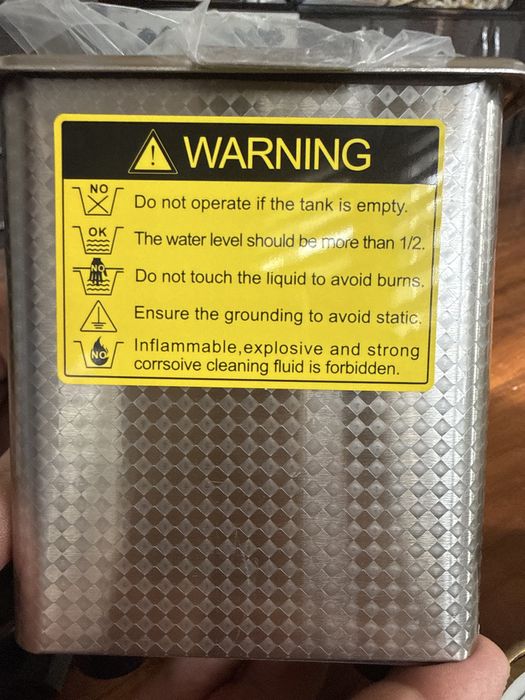 WARNING
NO
Do not operate if the tank is empty.
OK
The water level should be more than 1/2.
NO
Do not touch the liquid to avoid burns.
Ensure the grounding to avoid static.
NO
Inflammable,explosive and strong
corrsoive cleaning fluid is forbidden.